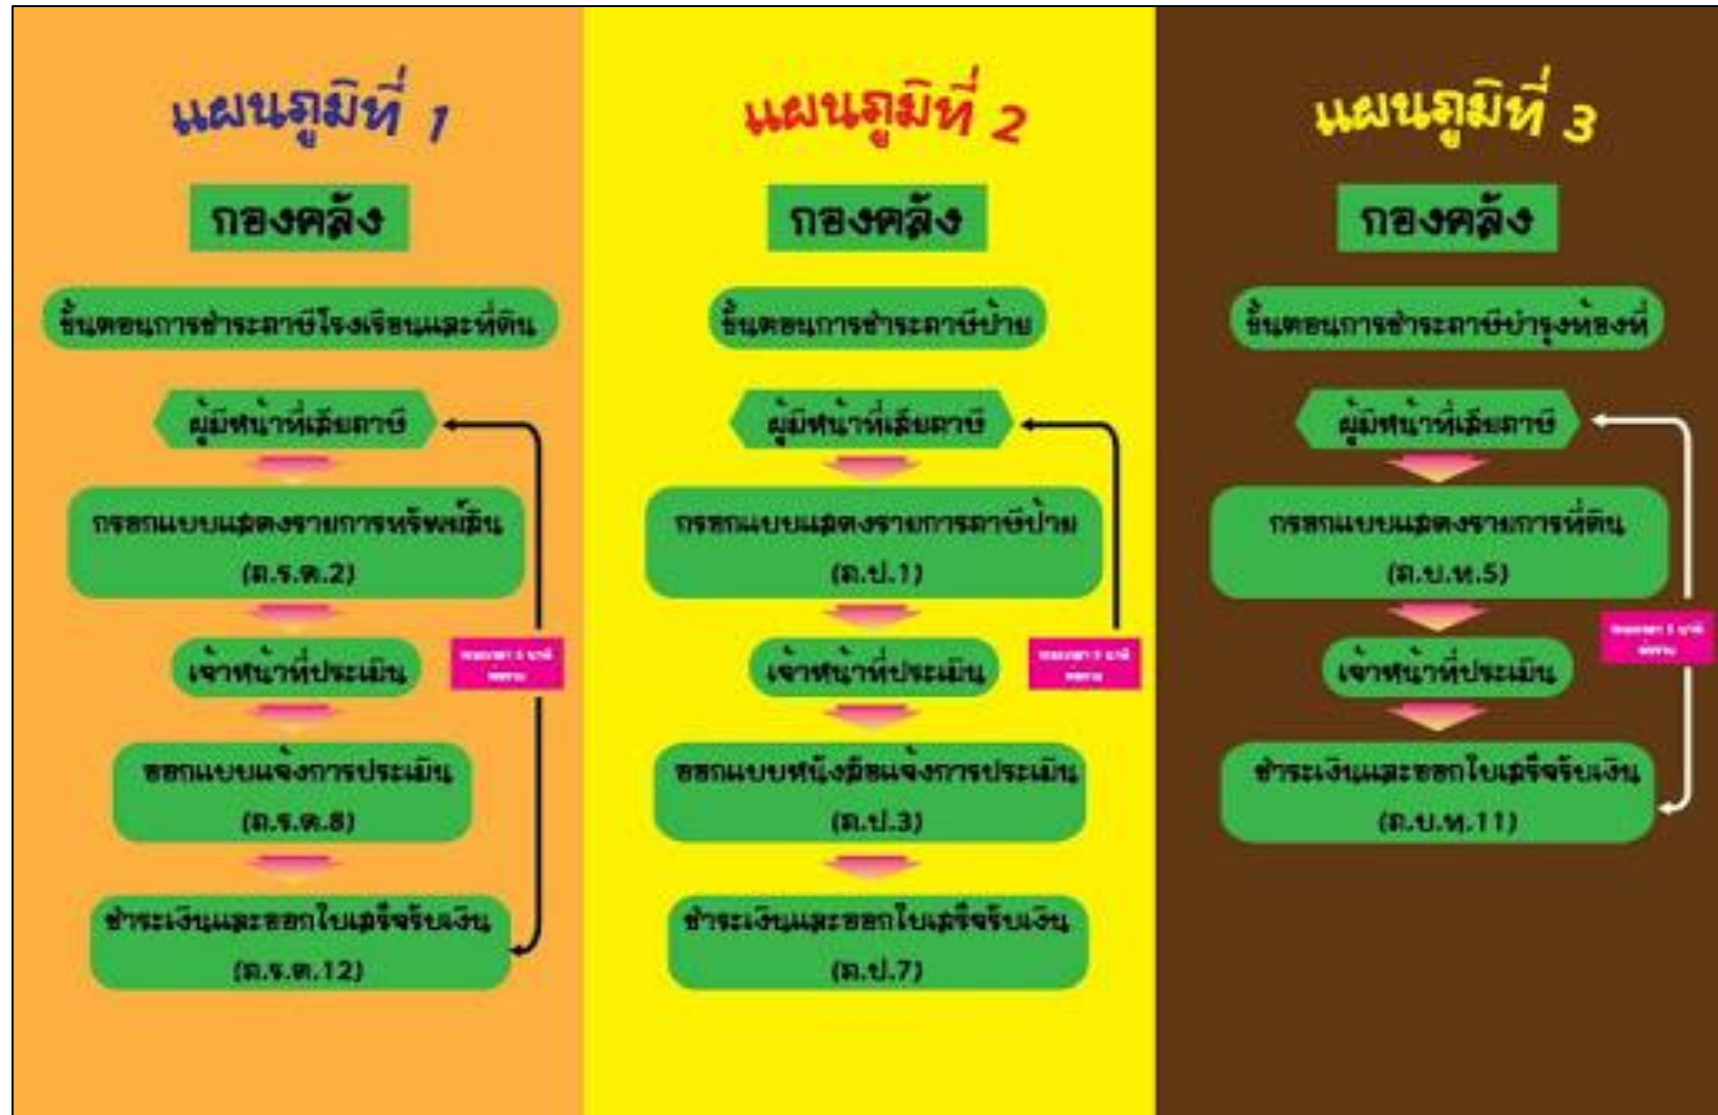 แผนภูมิที่ 1
กองคลัง
ขั้นตอนการชำระภาษีโรงเรือนและที่ดิน
ผู้มีหน้าที่เสียภาษี
กรอกแบบแสดงรายการทรัพย์สิน
(ภ.ร.ด.2)
เจ้าหน้าที่ประเมิน
ออกแบบแจ้งการประเมิน
(ภ.ร.ด.8)
ชำระเงินและออกใบเสร็จรับเงิน
(ภ.ร.ด.12)
แผนภูมิที่ 2
กองคลัง
ขั้นตอนการชำระภาษีป้าย
ผู้มีหน้าที่เสียภาษี
กรอกแบบแสดงรายการภาษีป้าย
(ภ.ป.1)
เจ้าหน้าที่ประเมิน
ออกแบบหนังสือแจ้งการประเมิน
(ภ.ป.3)
ชำระเงินและออกใบเสร็จรับเงิน
(ภ.ป.7)
แผนภูมิที่ 3
กองคลัง
ขั้นตอนการชำระภาษีบำรุงท้องที่
ผู้มีหน้าที่เสียภาษี
กรอกแบบแสดงรายการที่ดิน
(ภ.บ.ท.5)
เจ้าหน้าที่ประเมิน
ชำระเงินและออกใบเสร็จรับเงิน
(ภ.บ.ท.11)